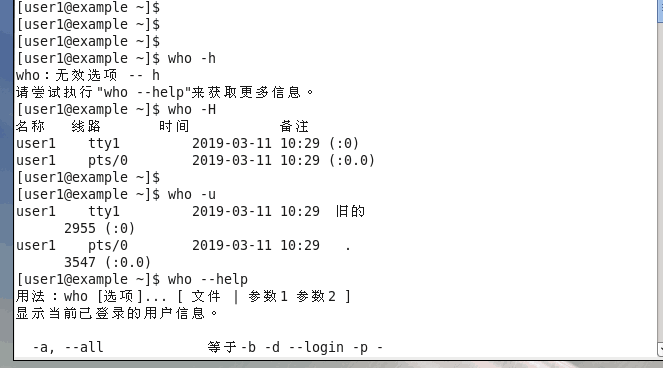 [user1@example ~]$
[user1@example ~]$
[user1@example ~]$
[user1@example ~]$ who -h
who：无效选项 -- h
请尝试执行"who --help"来获取更多信息。
[user1@example ~]$ who -H
名称   线路       时间           备注
user1    tty1         2019-03-11 10:29 (:0)
user1    pts/0        2019-03-11 10:29 (:0.0)
[user1@example ~]$
[user1@example ~]$ who -u
user1    tty1         2019-03-11 10:29  旧的
      2955 (:0)
user1    pts/0        2019-03-11 10:29   .
      3547 (:0.0)
[user1@example ~]$ who --help
用法：who [选项]... [ 文件 | 参数1 参数2 ]
显示当前已登录的用户信息。
  -a, --all             等于-b -d --login -p -